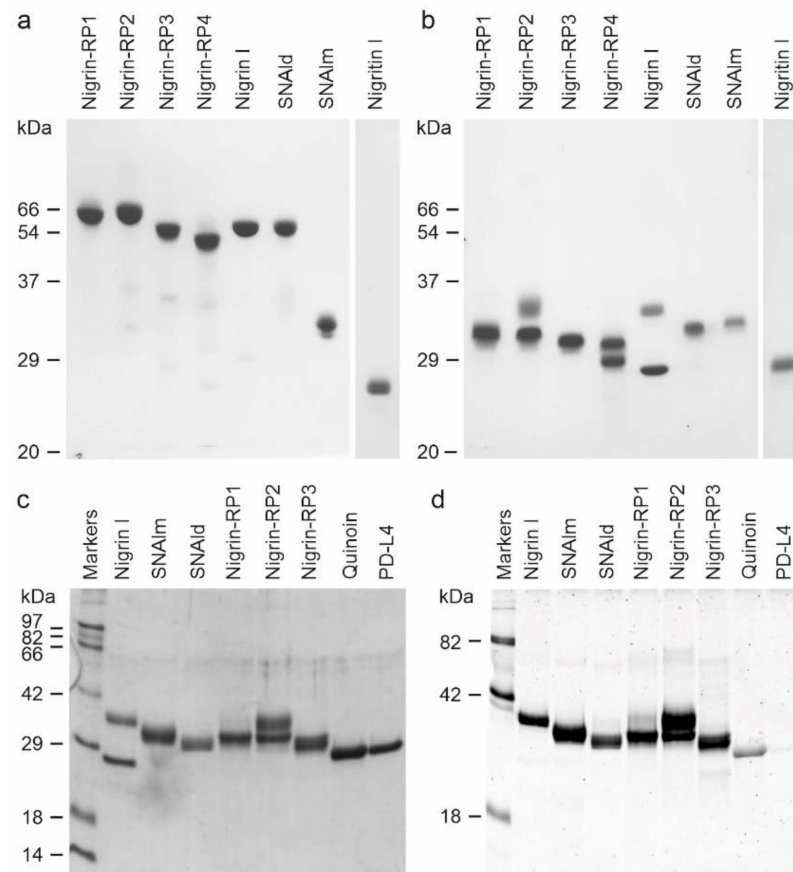 a
Nigrin-RP1
Nigrin-RP2
Nigrin-RP3
Nigrin-RP4
Nigrin I
SNAld
SNAlm
Nigritin I
kDa
66
54
37
29
20
b
Nigrin-RP1
Nigrin-RP2
Nigrin-RP3
Nigrin-RP4
Nigrin I
SNAld
SNAlm
Nigritin I
kDa
66
54
37
29
20
c
Markers
Nigrin I
SNAlm
SNAld
Nigrin-RP1
Nigrin-RP2
Nigrin-RP3
Quinoin
PD-L4
kDa
97
82
66
42
29
18
14
d
Markers
Nigrin I
SNAlm
SNAld
Nigrin-RP1
Nigrin-RP2
Nigrin-RP3
Quinoin
PD-L4
kDa
82
42
18